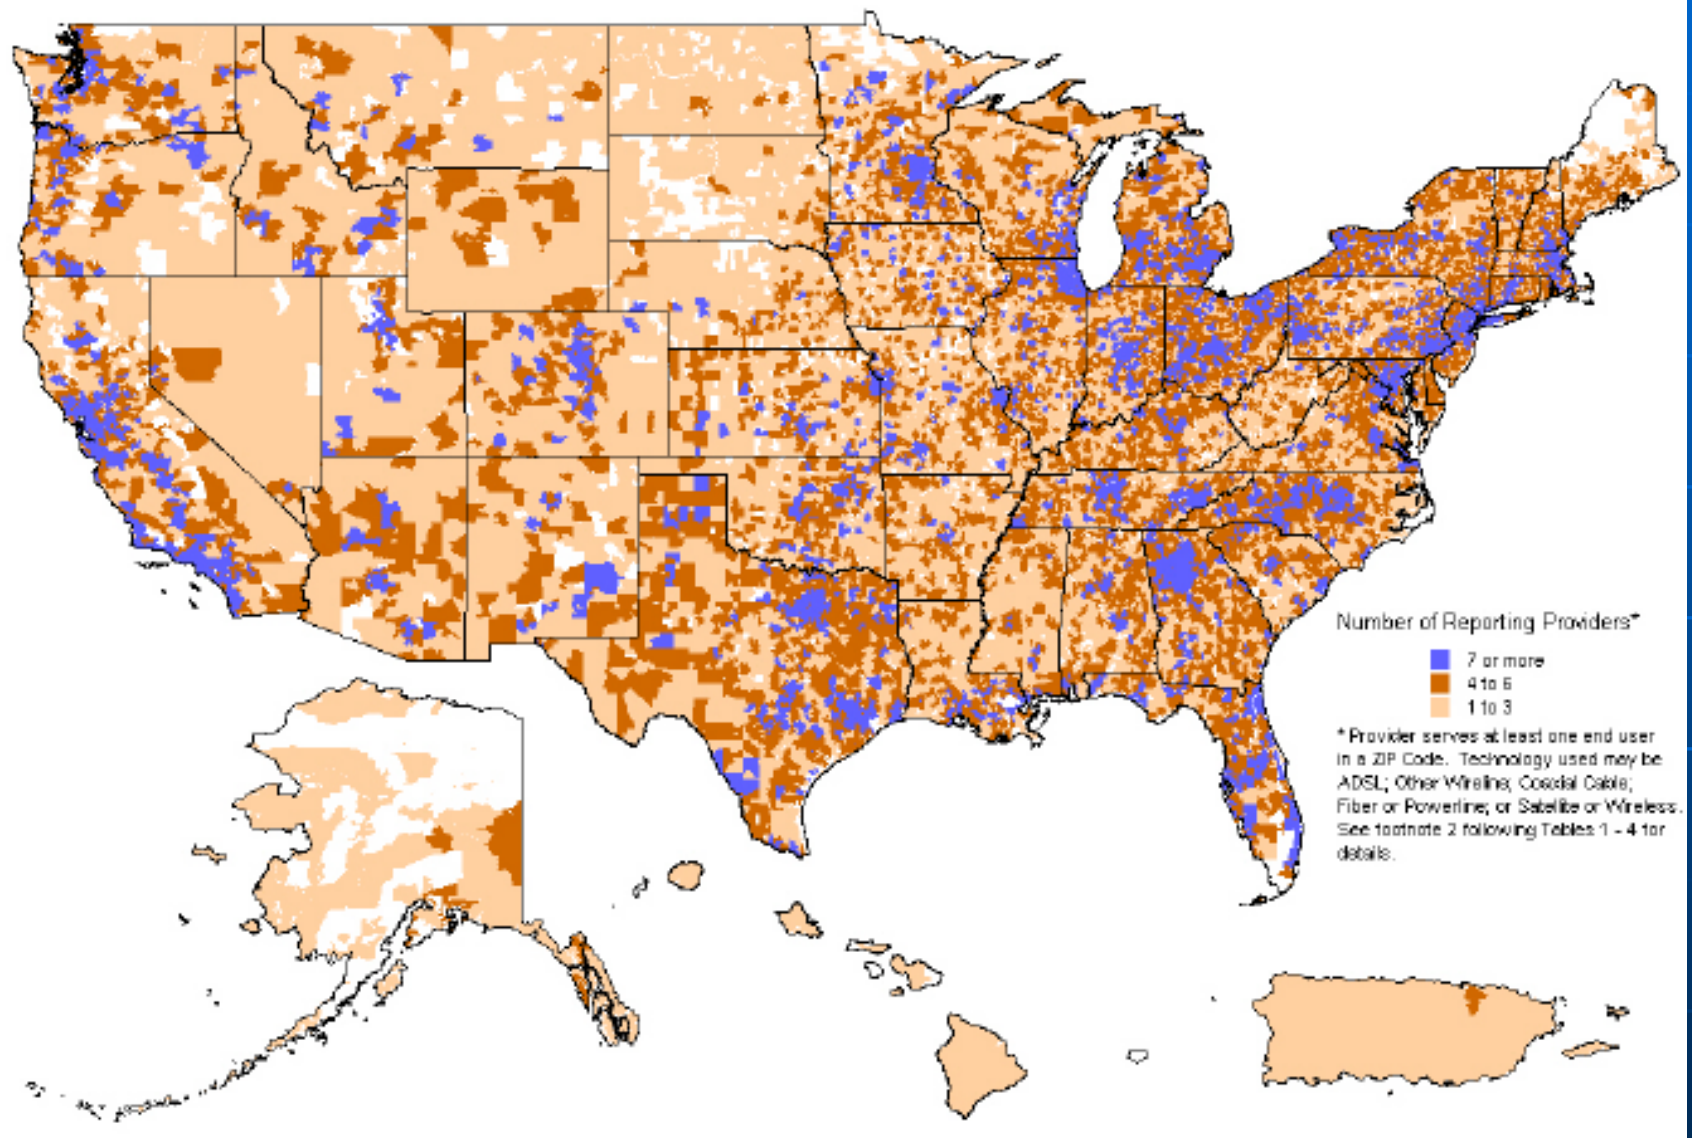 Number of Reporting Providers*
7 or more
4 to 6
1 to 3
* Provider serves at least one end user
in a ZIP Code. Technology used may be
ADSL; Other Wireline; Coaxial Cable;
Fiber or Powerline; or Satellite or Wireless.
See footnote 2 following Tables 1 - 4 for
details.